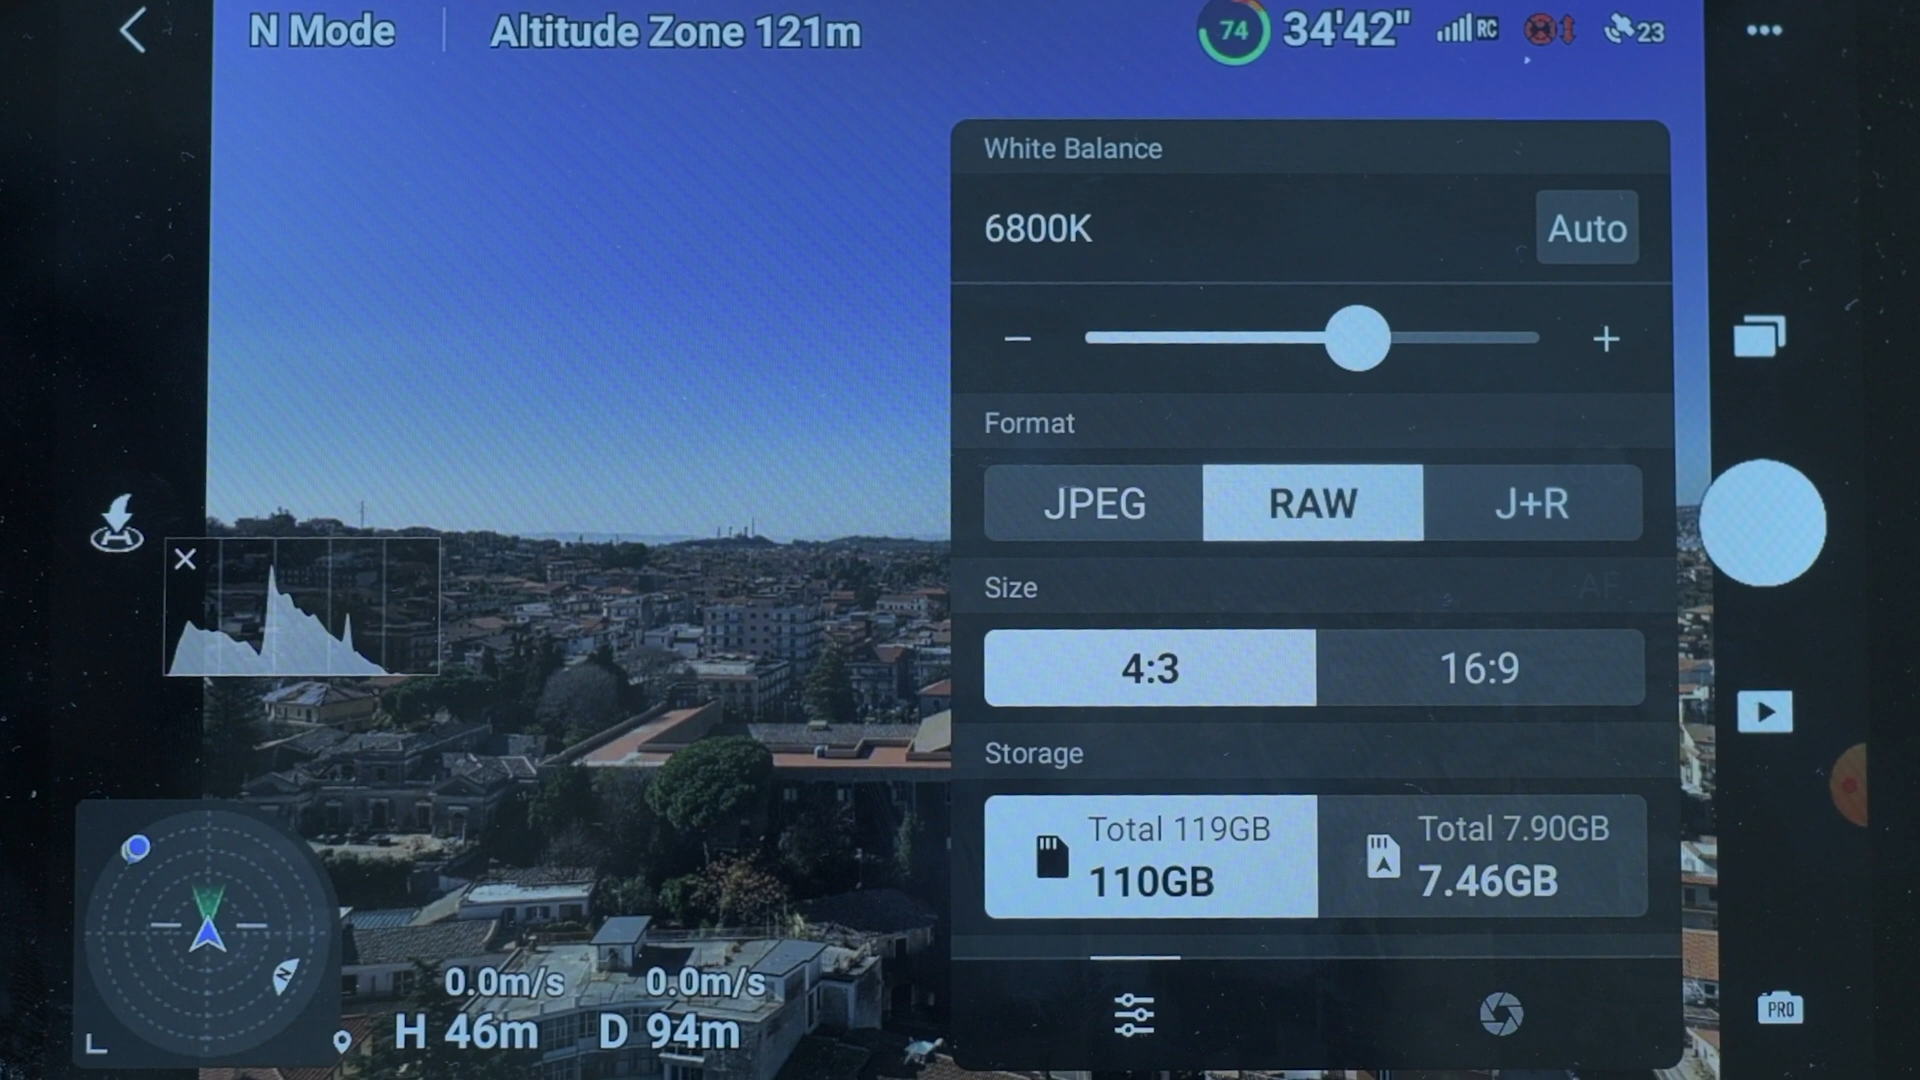 N Mode
Altitude Zone 121m
74
34'42"
RC
23
White Balance
6800K
Auto
Format
JPEG
RAW
J+R
Size
AF
4:3
16:9
Storage
Total 119GB
110GB
Total 7.90GB
7.46GB
N
0.0m/s
0.0m/s
H 46m
D 94m
PRO